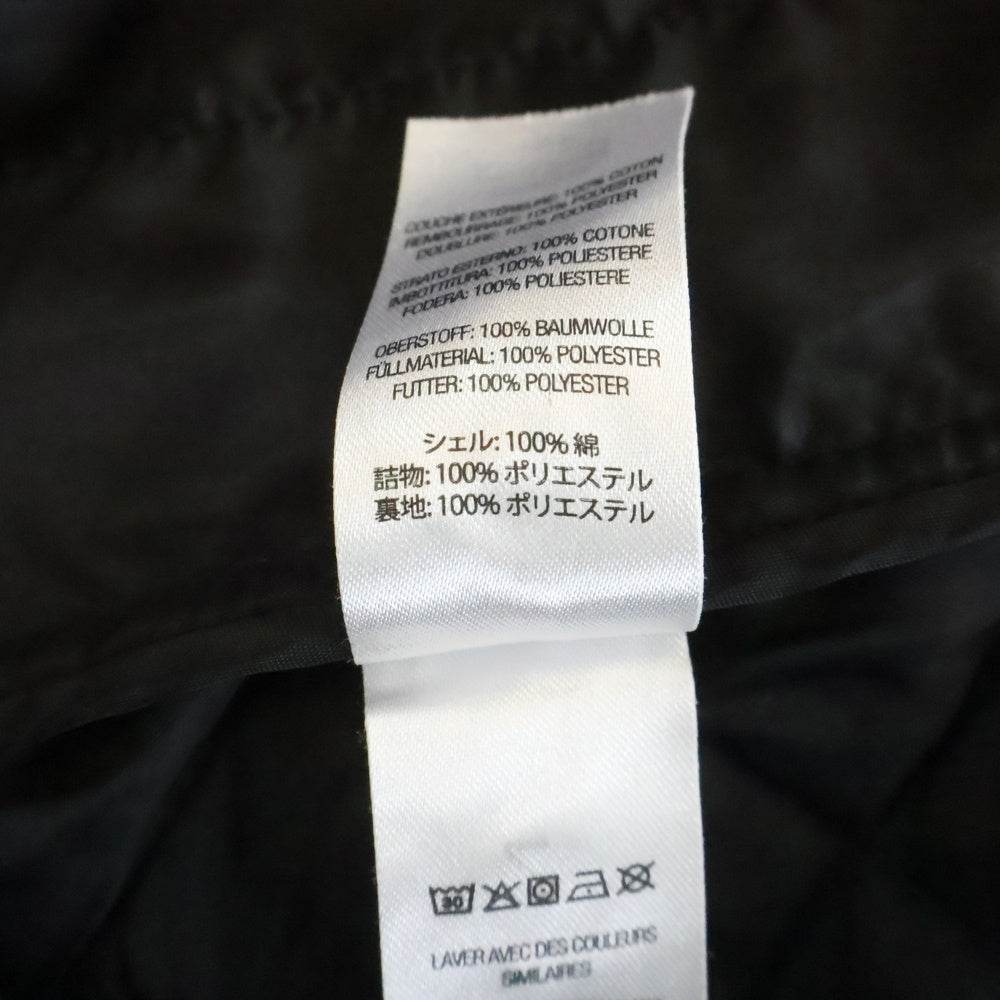 COUCHE EXTÉRIEURE: 100% COTON
REMBOURRAGE: 100% POLYESTER
DOUBLURE: 100% POLYESTER
STRATO ESTERNO: 100% COTONE
IMBOTTITURA: 100% POLIESTERE
FODERA: 100% POLIESTERE
OBERSTOFF: 100% BAUMWOLLE
FÜLLMATERIAL: 100% POLYESTER
FUTTER: 100% POLYESTER
シェル: 100% 綿
詰物: 100% ポリエステル
裏地: 100% ポリエステル
30
LAVER AVEC DES COULEURS
SIMILAIRES